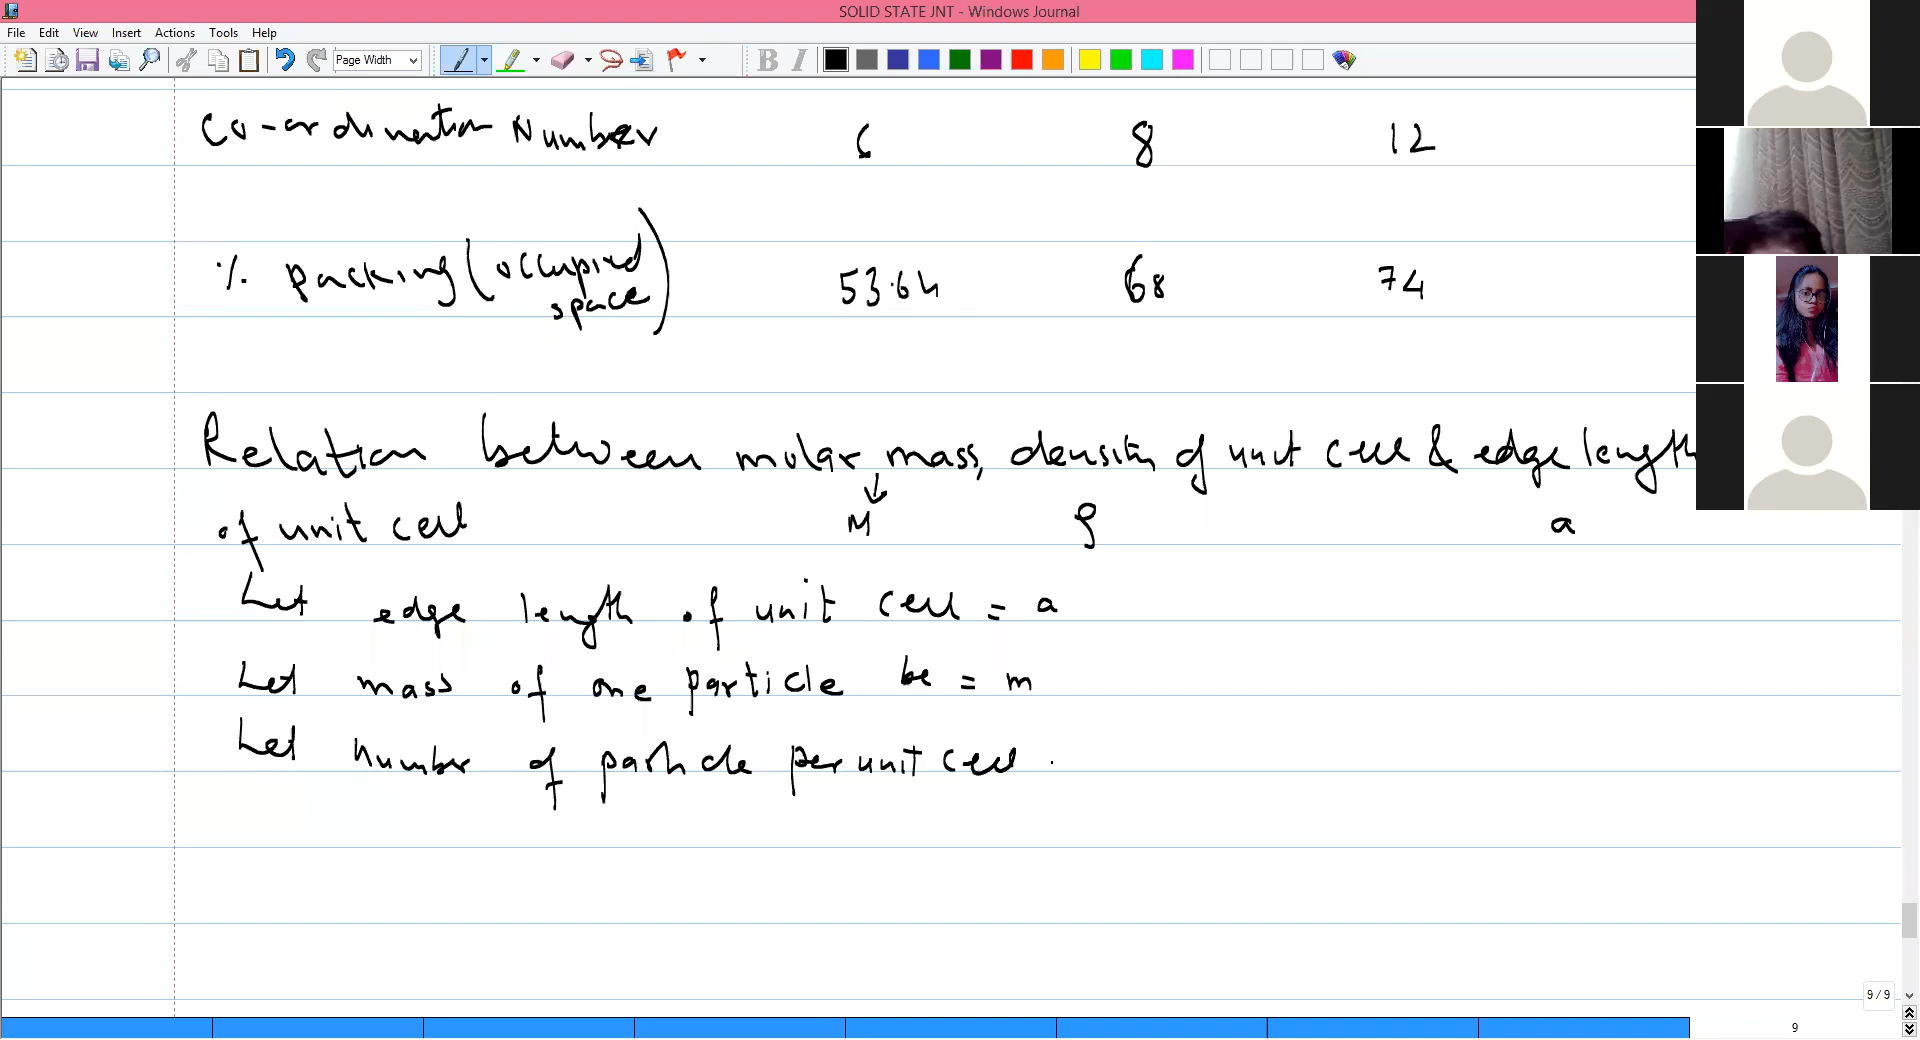 SOLID STATE JNT - Windows Journal
File Edit View Insert Actions Tools Help
Page Width
Co-ordination Number 6 8 12
% packing (occupied space) 53.64 68 74
Relation between molar mass, density of unit cell & edge length
of unit cell M ρ a
Let edge length of unit cell = a
Let mass of one particle be = m
Let number of particle per unit cell .
9 / 9
9